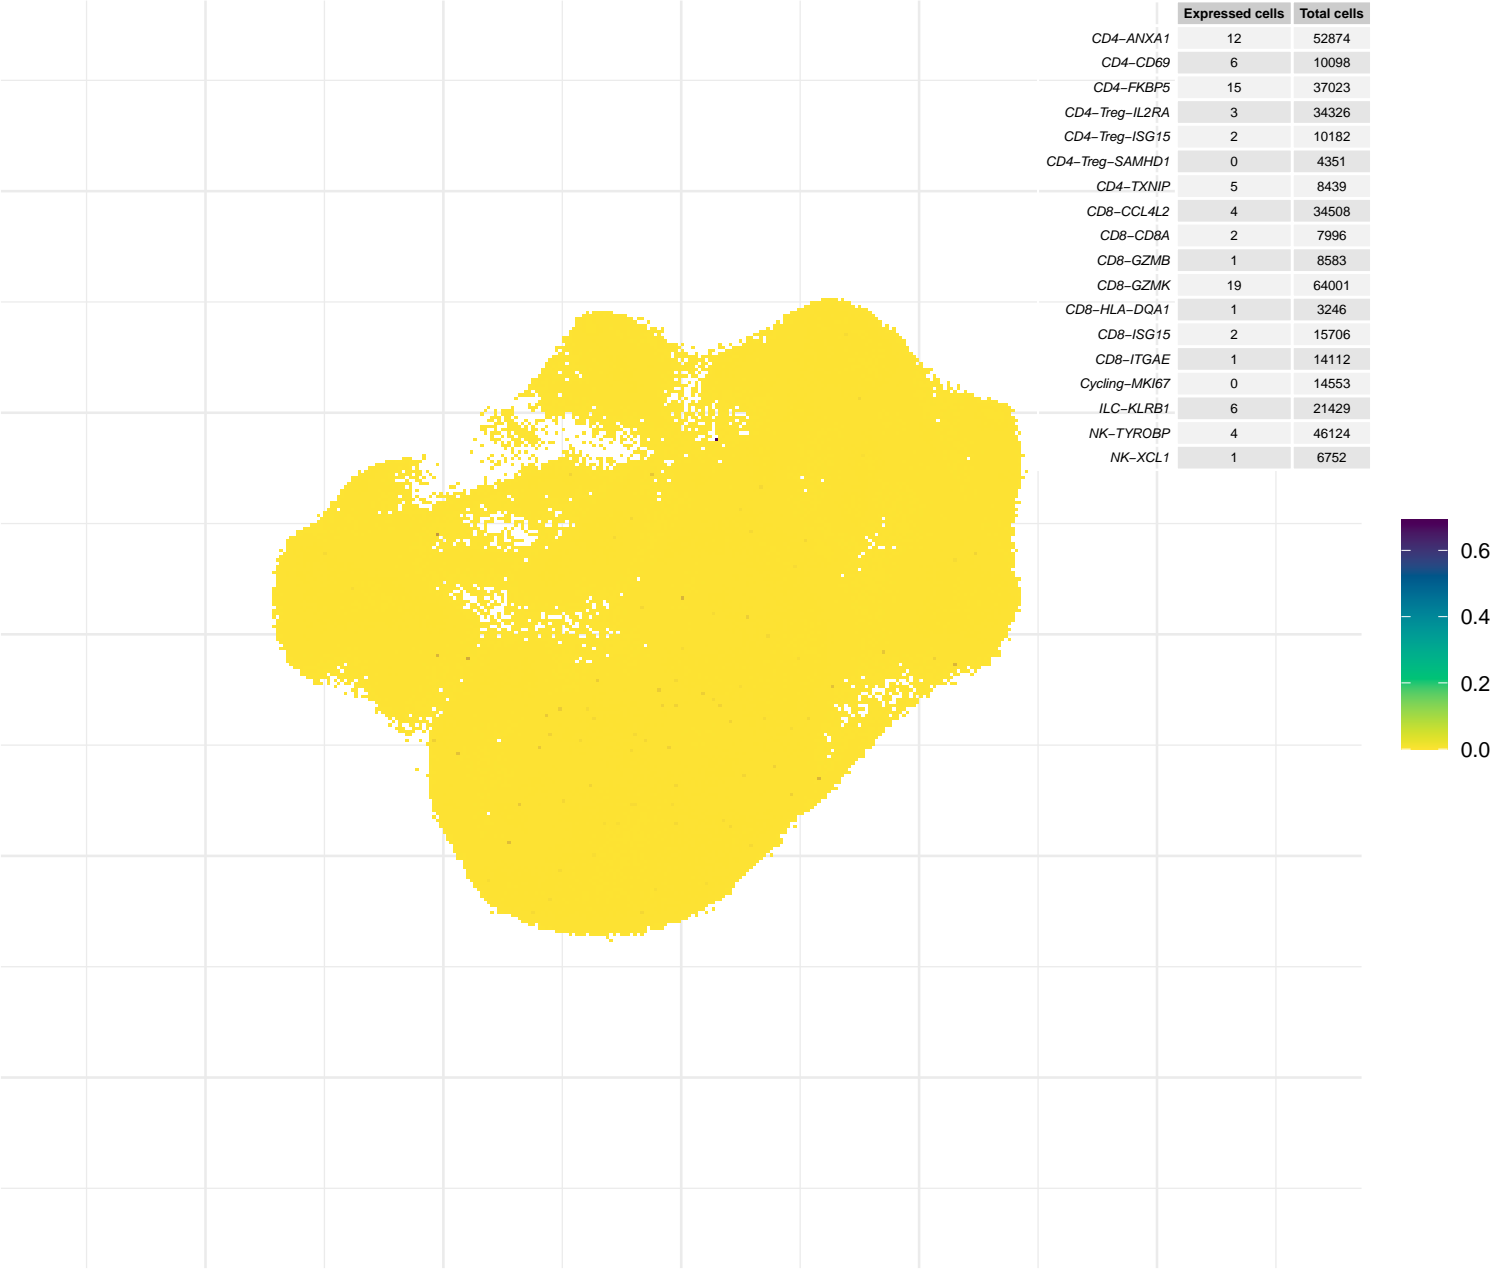 Expressed cells Total cells
CD4−ANXA1 12 52874
CD4−CD69 6 10098
CD4−FKBP5 15 37023
CD4−Treg−IL2RA 3 34326
CD4−Treg−ISG15 2 10182
CD4−Treg−SAMHD1 0 4351
CD4−TXNIP 5 8439
CD8−CCL4L2 4 34508
CD8−CD8A 2 7996
CD8−GZMB 1 8583
CD8−GZMK 19 64001
CD8−HLA−DQA1 1 3246
CD8−ISG15 2 15706
CD8−ITGAE 1 14112
Cycling−MKI67 0 14553
ILC−KLRB1 6 21429
NK−TYROBP 4 46124
NK−XCL1 1 6752
0.6
0.4
0.2
0.0